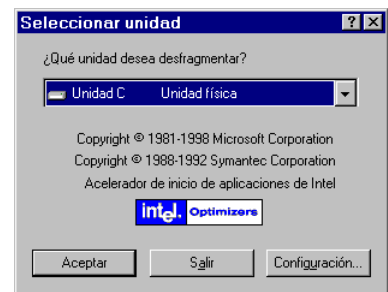 Seleccionar unidad
¿Qué unidad desea desfragmentar?
Unidad C Unidad física
Copyright © 1981-1998 Microsoft Corporation
Copyright © 1988-1992 Symantec Corporation
Acelerador de inicio de aplicaciones de Intel
intel. Optimizers
Aceptar Salir Configuración...